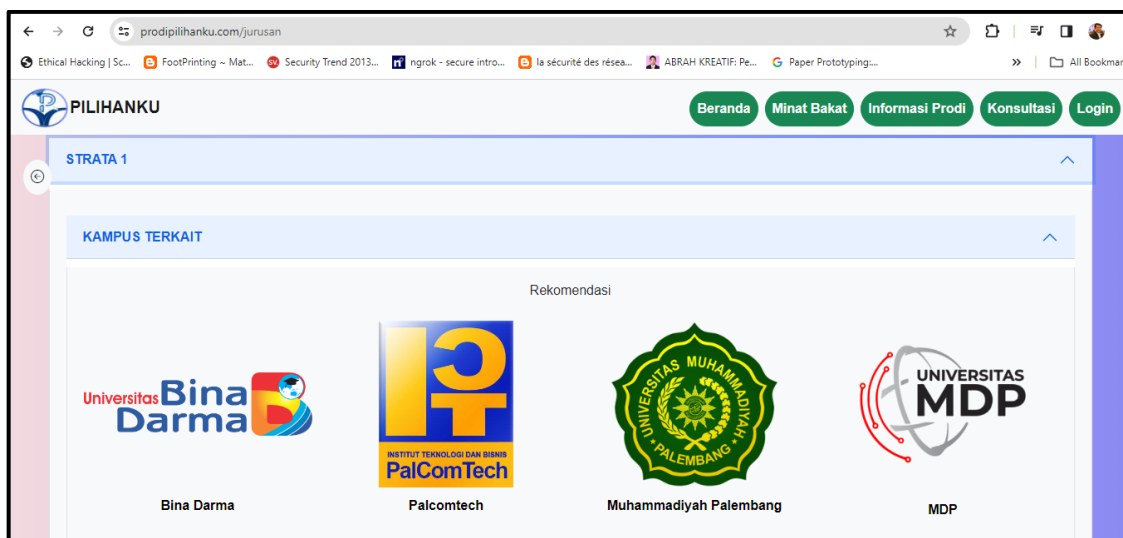 prodipilihanku.com/jurusan
Ethical Hacking | Sc... FootPrinting ~ Mat... Security Trend 2013... ngrok - secure intro... la sécurité des résea... ABRAH KREATIF: Pe... Paper Prototyping:... » All Bookmar
PILIHANKU Beranda Minat Bakat Informasi Prodi Konsultasi Login
STRATA 1
KAMPUS TERKAIT
Rekomendasi
Universitas Bina Darma
INSTITUT TEKNOLOGI DAN BISNIS
PalComTech
UNIVERSITAS MUHAMMADIYAH
PALEMBANG
UNIVERSITAS
MDP
Bina Darma Palcomtech Muhammadiyah Palembang MDP